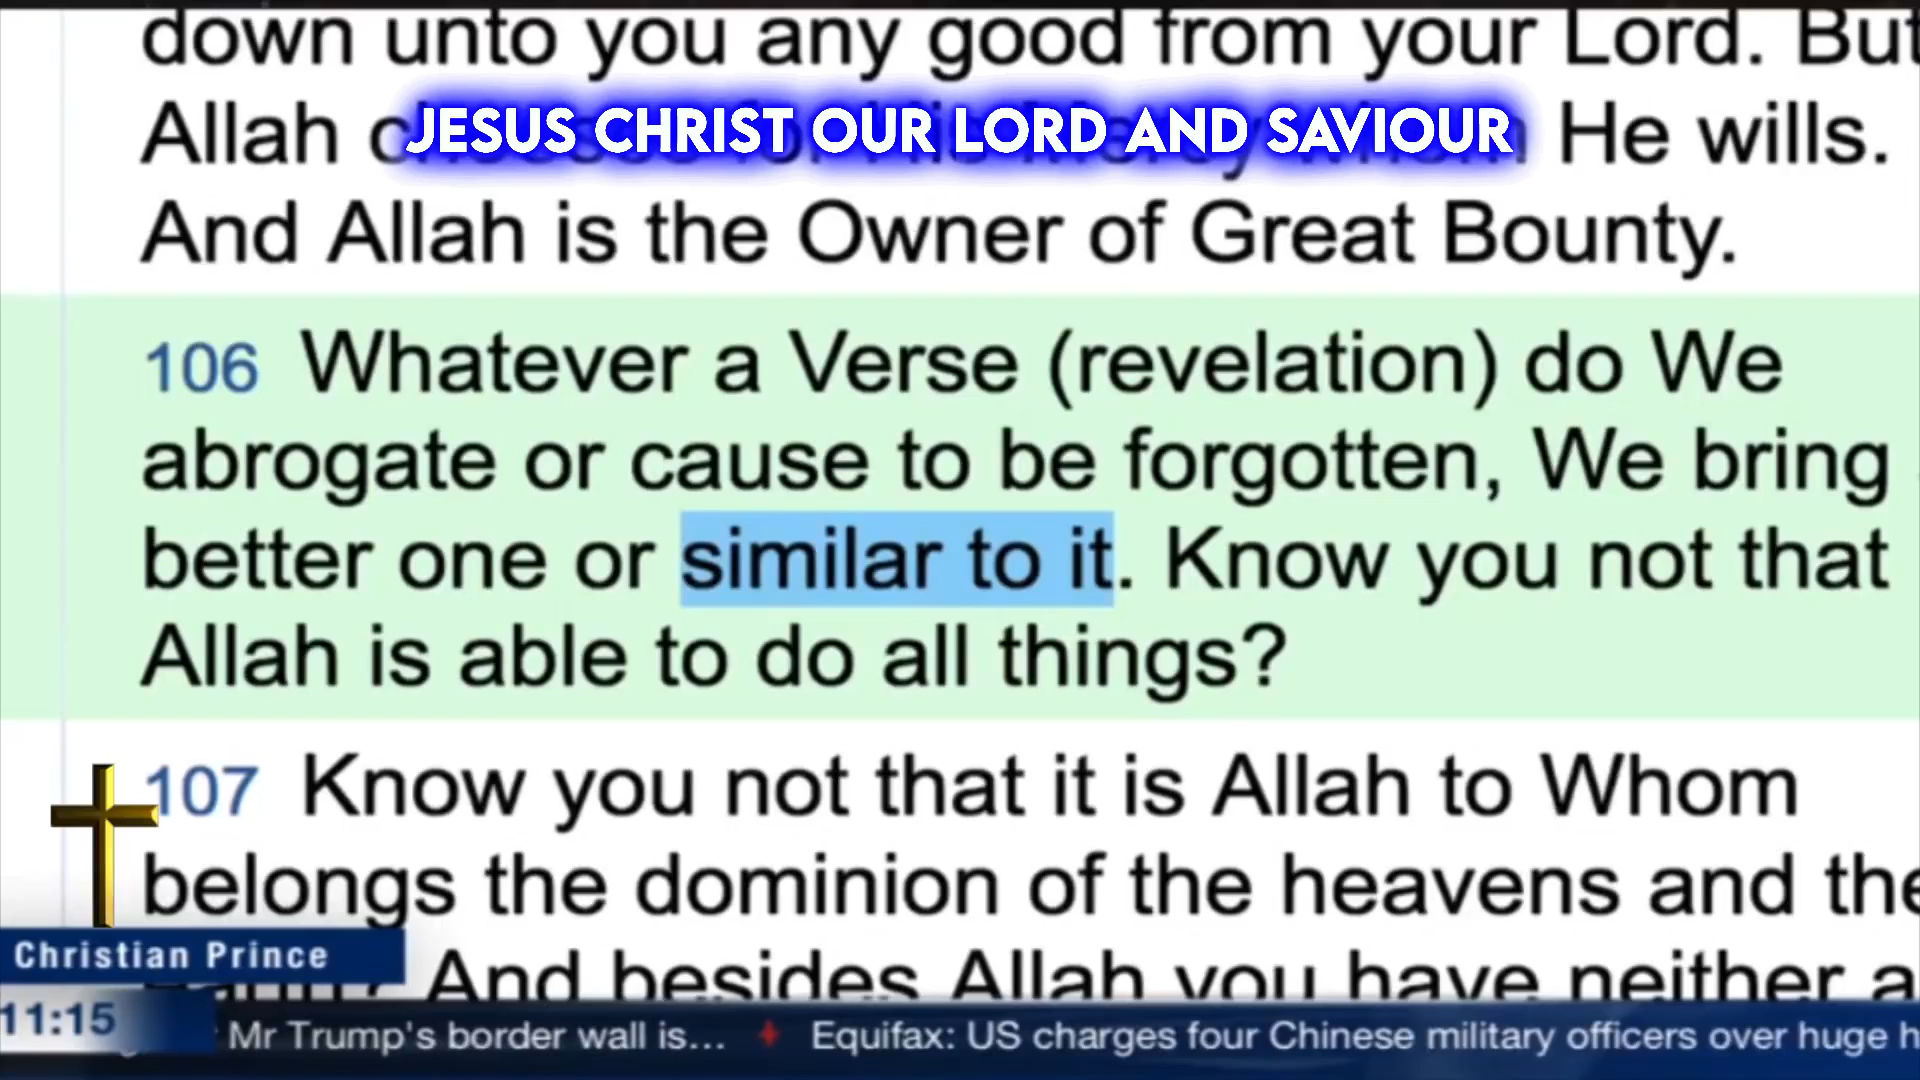 down unto you any good from your Lord. But
Allah He wills.
JESUS CHRIST OUR LORD AND SAVIOUR
And Allah is the Owner of Great Bounty.
106 Whatever a Verse (revelation) do We
abrogate or cause to be forgotten, We bring
better one or similar to it. Know you not that
Allah is able to do all things?
107 Know you not that it is Allah to Whom
belongs the dominion of the heavens and the
And besides Allah you have neither a
Christian Prince
11:15
Mr Trump's border wall is... Equifax: US charges four Chinese military officers over huge h